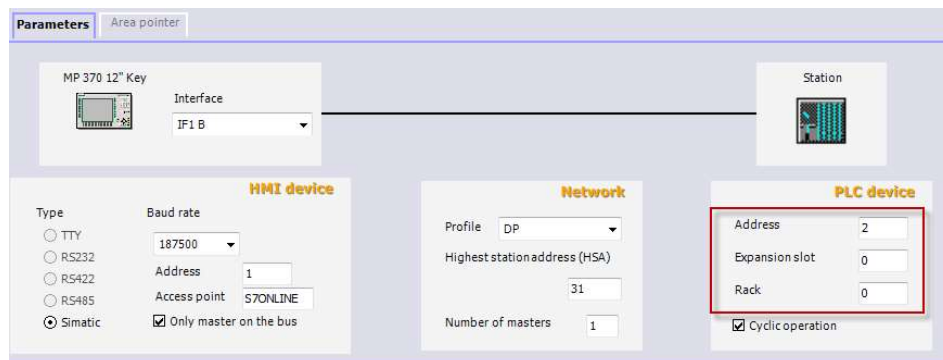 Parameters
Area pointer
MP 370 12" Key
Interface
IF1 B
Station
HMI device
Type
Baud rate
TTY
187500
RS232
Address
1
RS422
Access point
S7ONLINE
RS485
Simatic
Only master on the bus
Network
Profile
DP
Highest station address (HSA)
31
Number of masters
1
PLC device
Address
2
Expansion slot
0
Rack
0
Cyclic operation